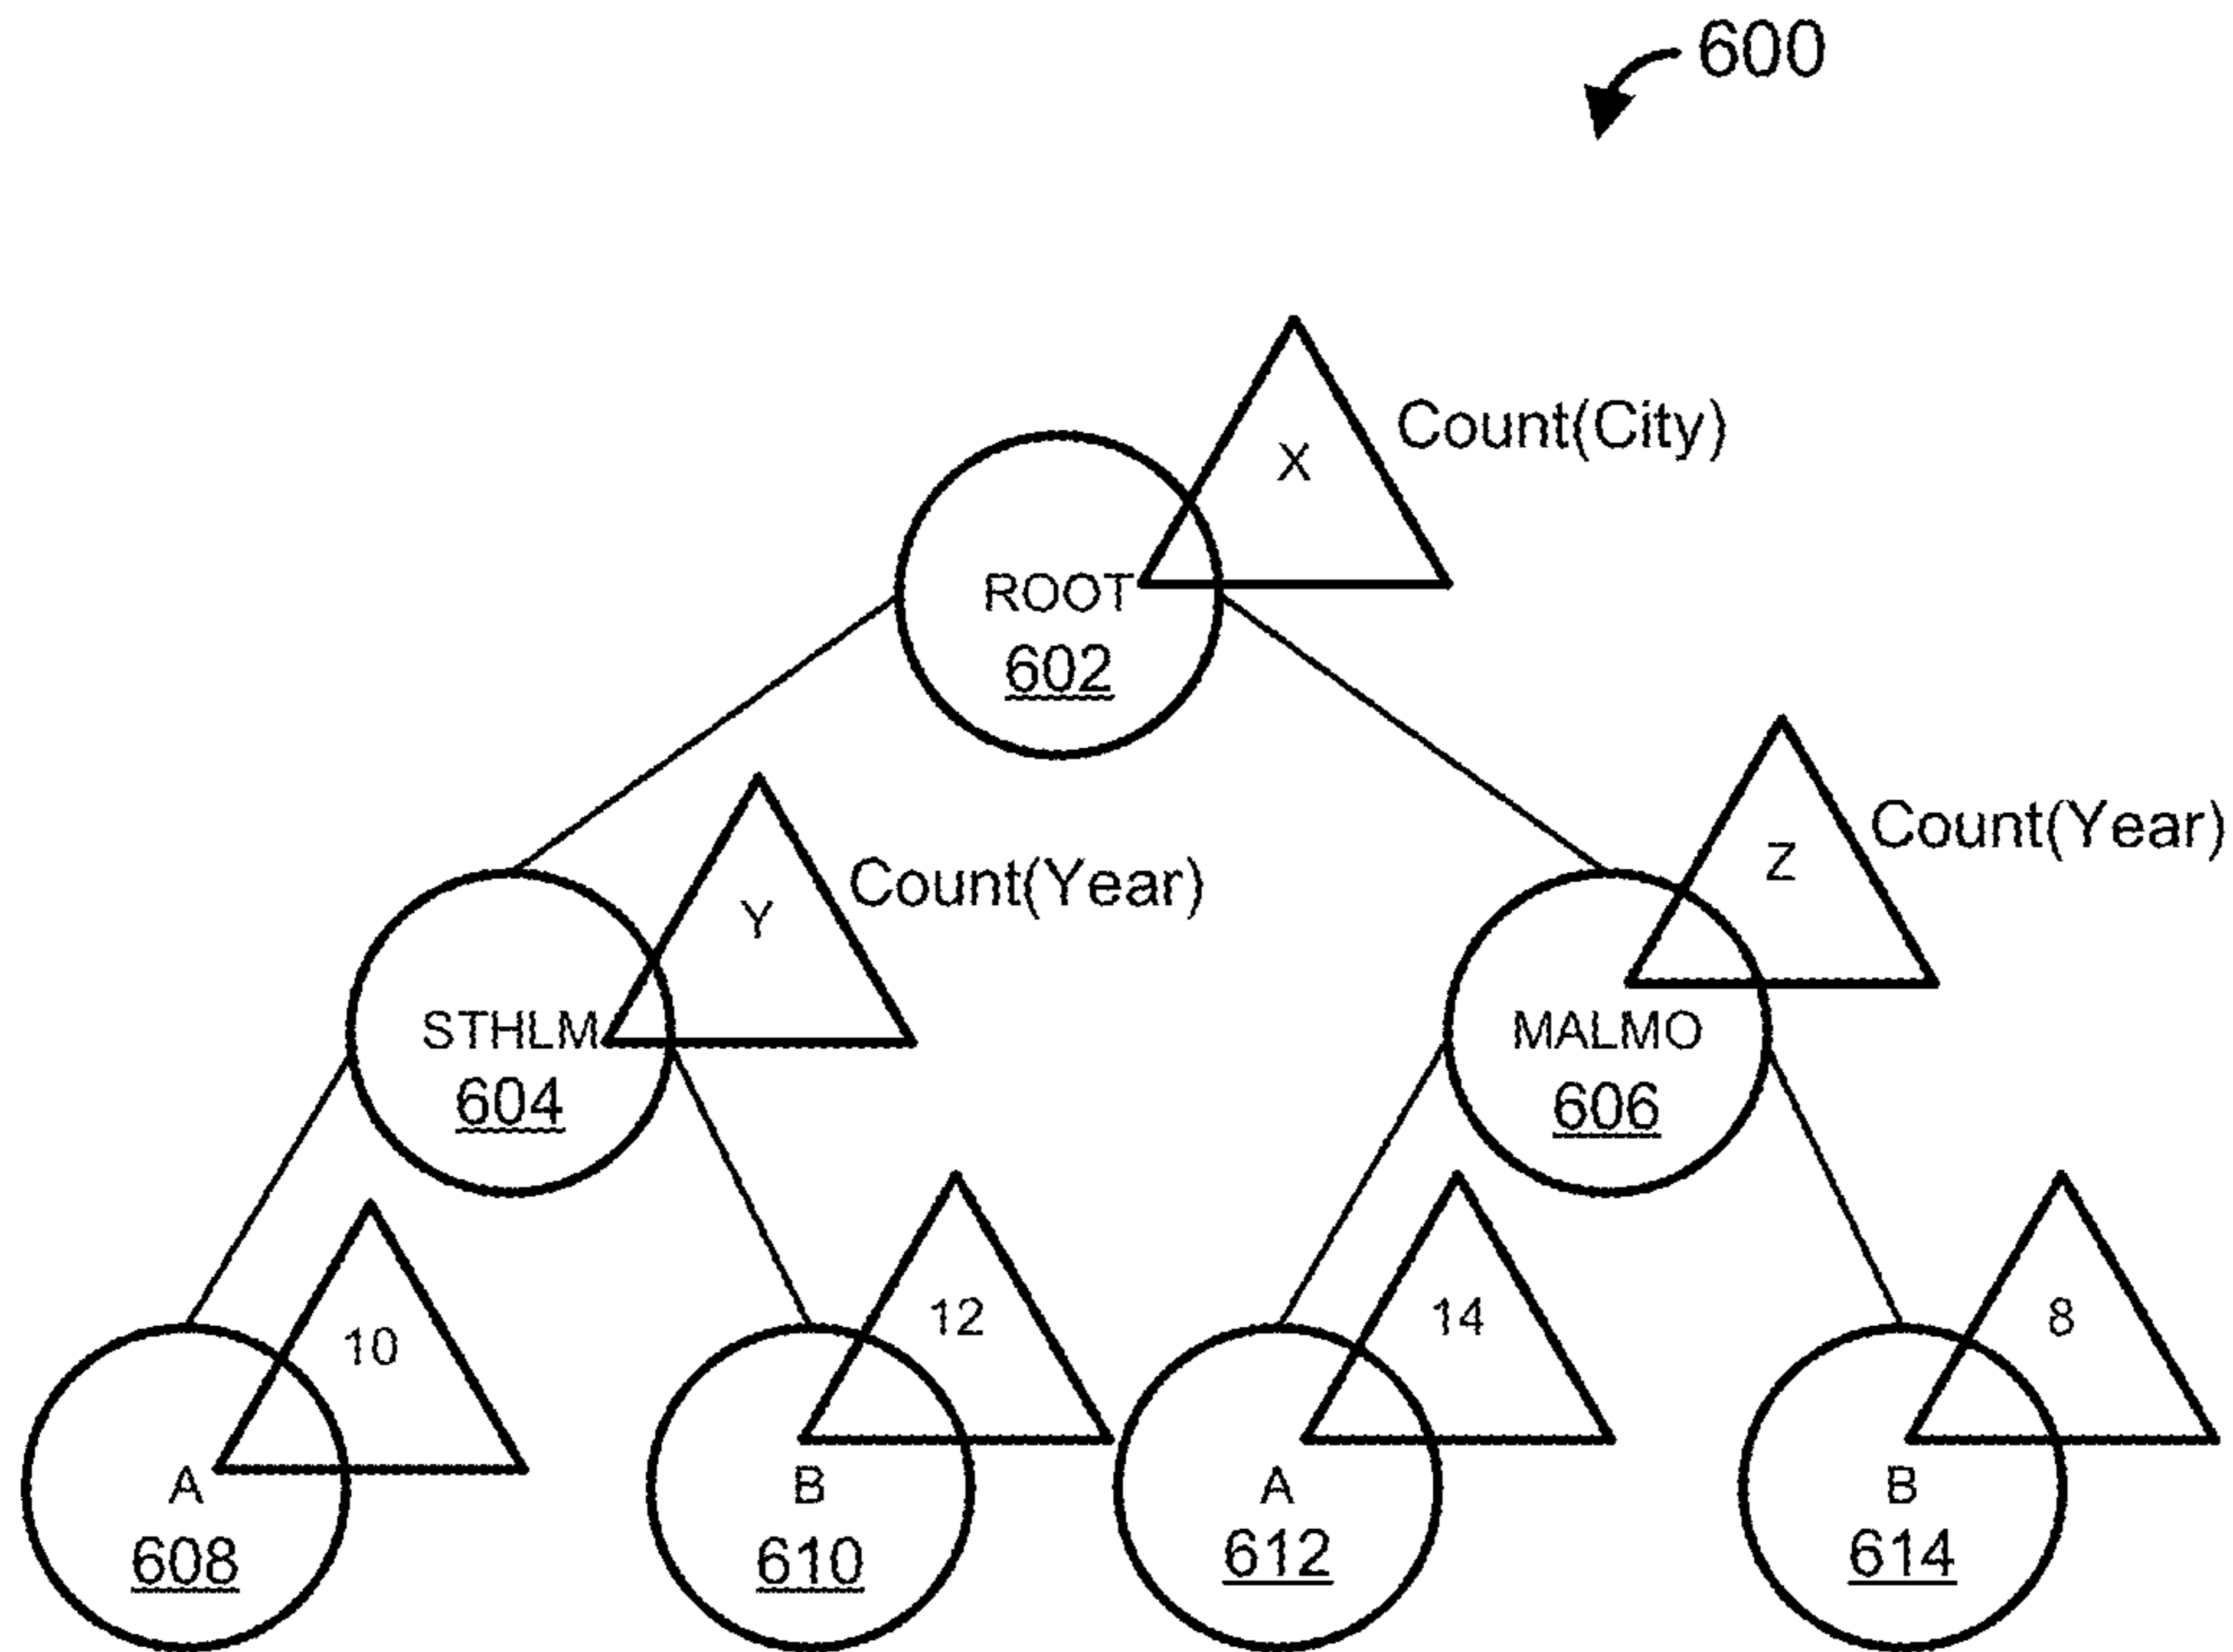 600
Count(City)
X
ROOT
602
Count(Year)
Z
Count(Year)
Y
STHLM
604
MALMO
606
10
12
14
8
A
608
B
610
A
612
B
614